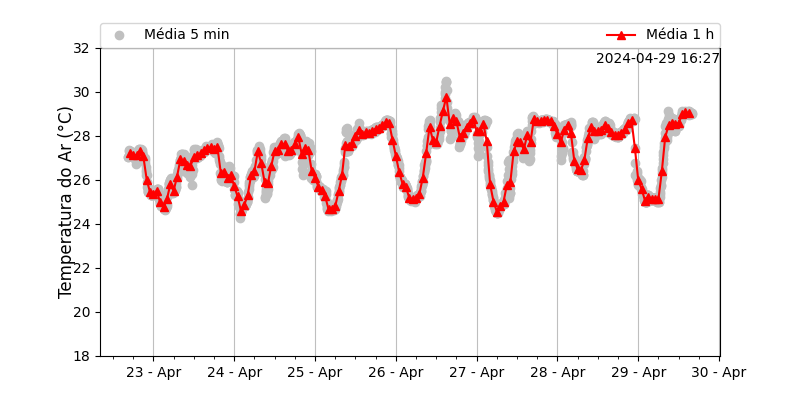 Média 5 min
Média 1 h
2024-04-29 16:27
Temperatura do Ar (°C)
32
30
28
26
24
22
20
18
23 - Apr
24 - Apr
25 - Apr
26 - Apr
27 - Apr
28 - Apr
29 - Apr
30 - Apr